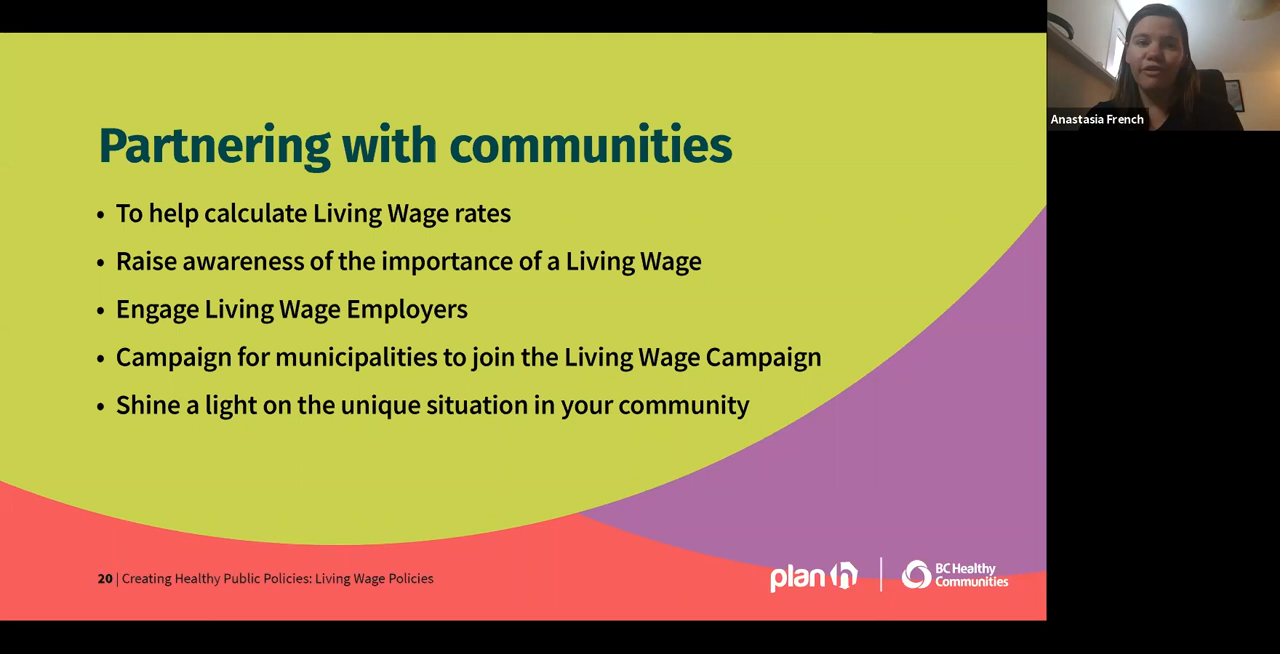 Partnering with communities
• To help calculate Living Wage rates
• Raise awareness of the importance of a Living Wage
• Engage Living Wage Employers
• Campaign for municipalities to join the Living Wage Campaign
• Shine a light on the unique situation in your community
20 | Creating Healthy Public Policies: Living Wage Policies
plan h
BC Healthy
Communities
Anastasia French